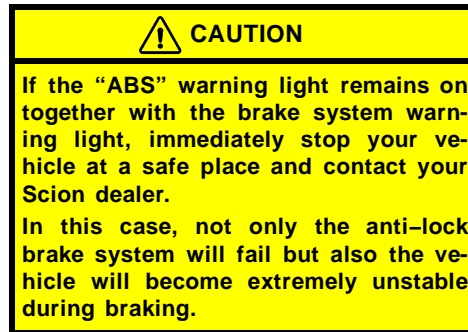 CAUTION
If the “ABS” warning light remains on
together with the brake system warn-
ing light, immediately stop your ve-
hicle at a safe place and contact your
Scion dealer.
In this case, not only the anti–lock
brake system will fail but also the ve-
hicle will become extremely unstable
during braking.